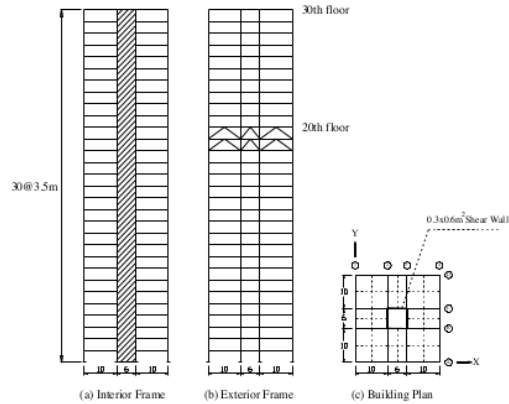 30th floor
20th floor
30@3.5m
0.3x0.6m² Shear Wall
Y
10
6
10
X
10 6 10
10 6 10
10 6 10
(a) Interior Frame
(b) Exterior Frame
(c) Building Plan